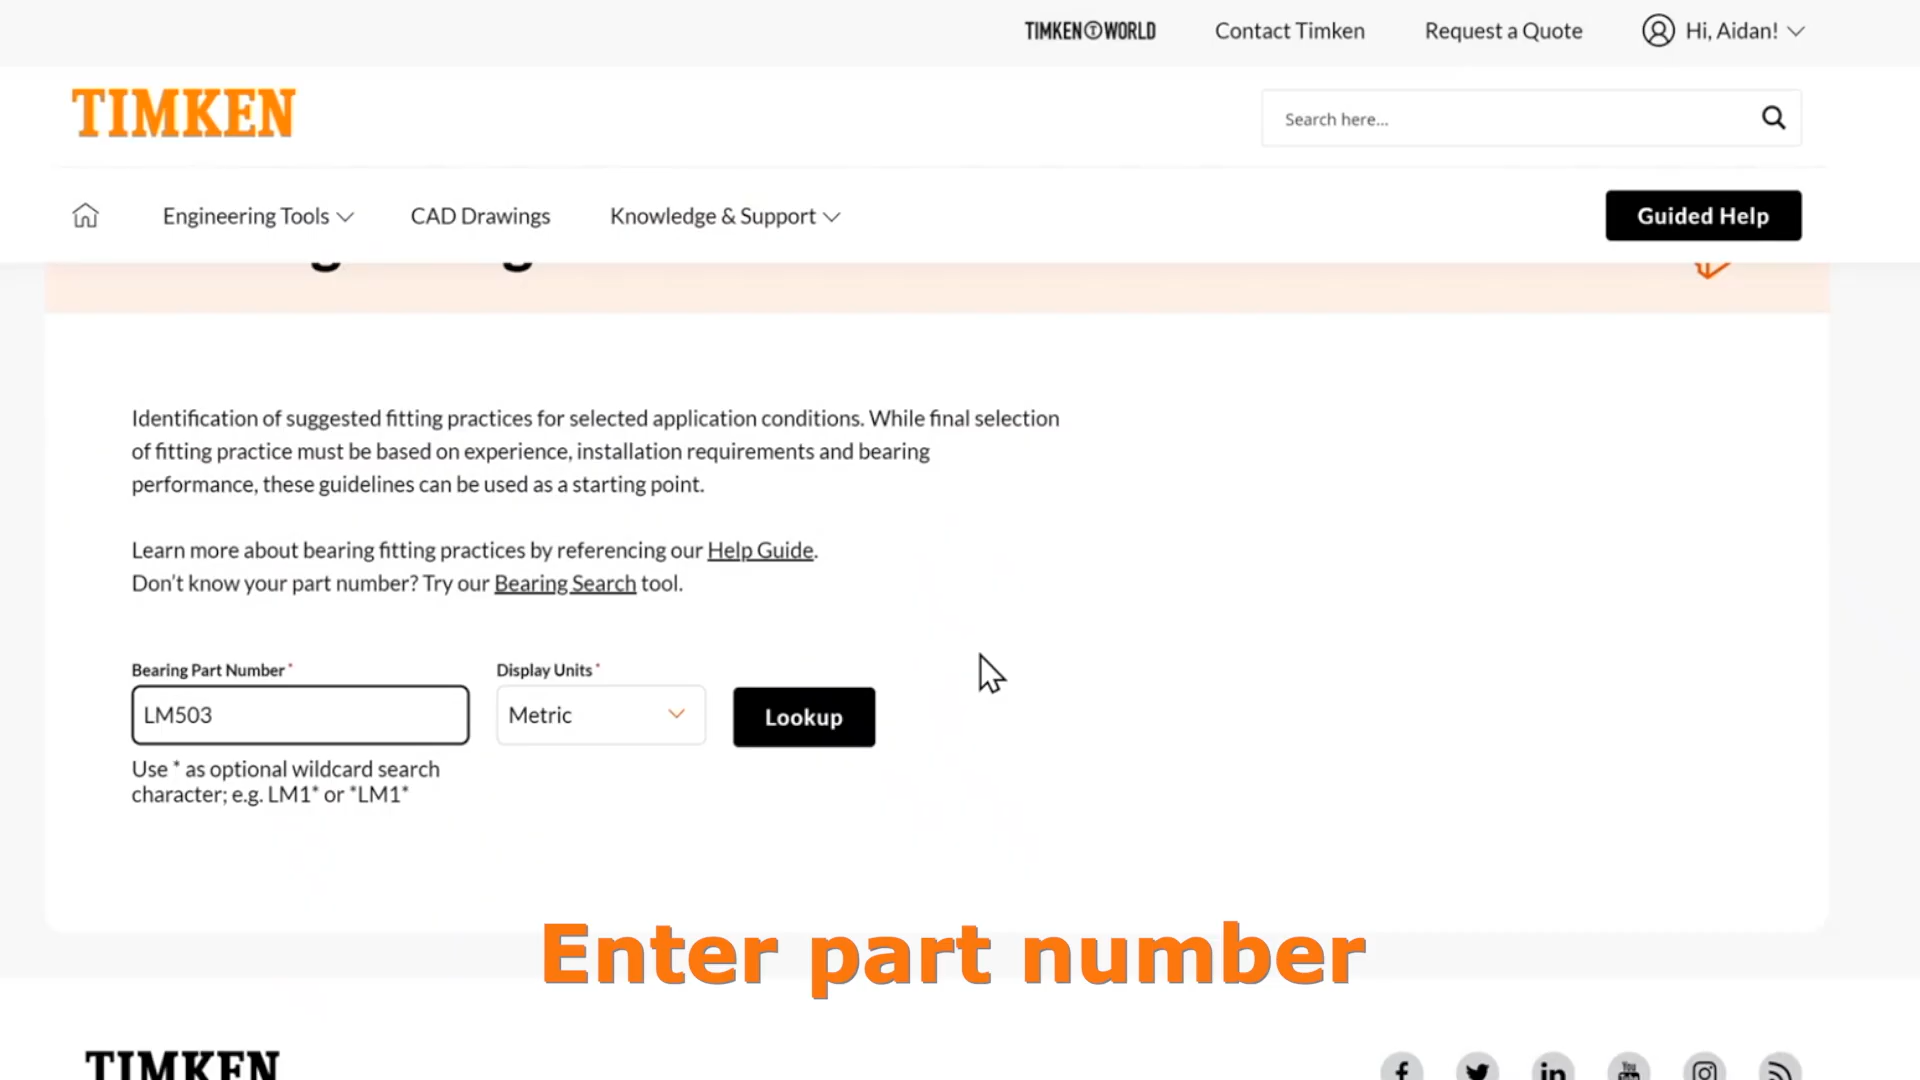 TIMKEN WORLD
Contact Timken
Request a Quote
Hi, Aidan!
TIMKEN
Search here...
Engineering Tools
CAD Drawings
Knowledge & Support
Guided Help
Identification of suggested fitting practices for selected application conditions. While final selection
of fitting practice must be based on experience, installation requirements and bearing
performance, these guidelines can be used as a starting point.
Learn more about bearing fitting practices by referencing our Help Guide.
Don't know your part number? Try our Bearing Search tool.
Bearing Part Number *
Display Units *
LM503
Metric
Lookup
Use * as optional wildcard search
character; e.g. LM1* or *LM1*
Enter part number
TIMKEN